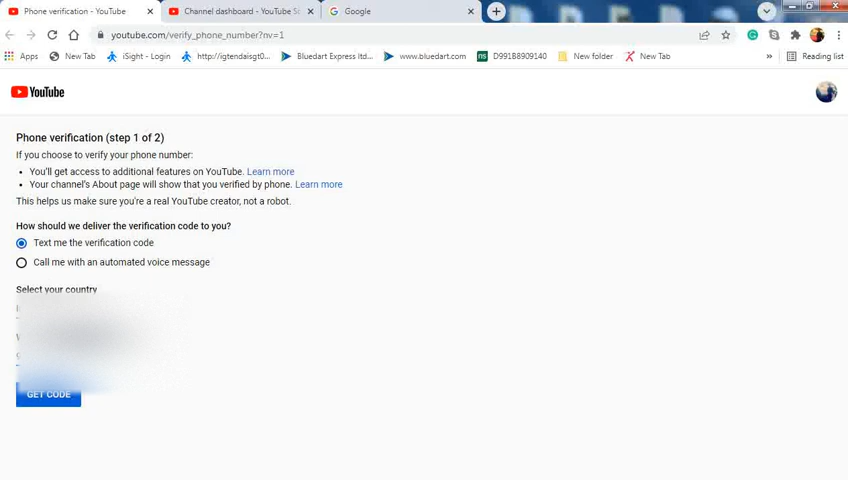 Phone verification - YouTube
Channel dashboard - YouTube S
Google
youtube.com/verify_phone_number?nv=1
Apps
New Tab
iSight - Login
http://igtendaisgt0...
Bluedart Express ltd...
www.bluedart.com
D991B8909140
New folder
New Tab
»
Reading list
YouTube
Phone verification (step 1 of 2)
If you choose to verify your phone number:
• You'll get access to additional features on YouTube. Learn more
• Your channel's About page will show that you verified by phone. Learn more
This helps us make sure you're a real YouTube creator, not a robot.
How should we deliver the verification code to you?
Text me the verification code
Call me with an automated voice message
Select your country
GET CODE